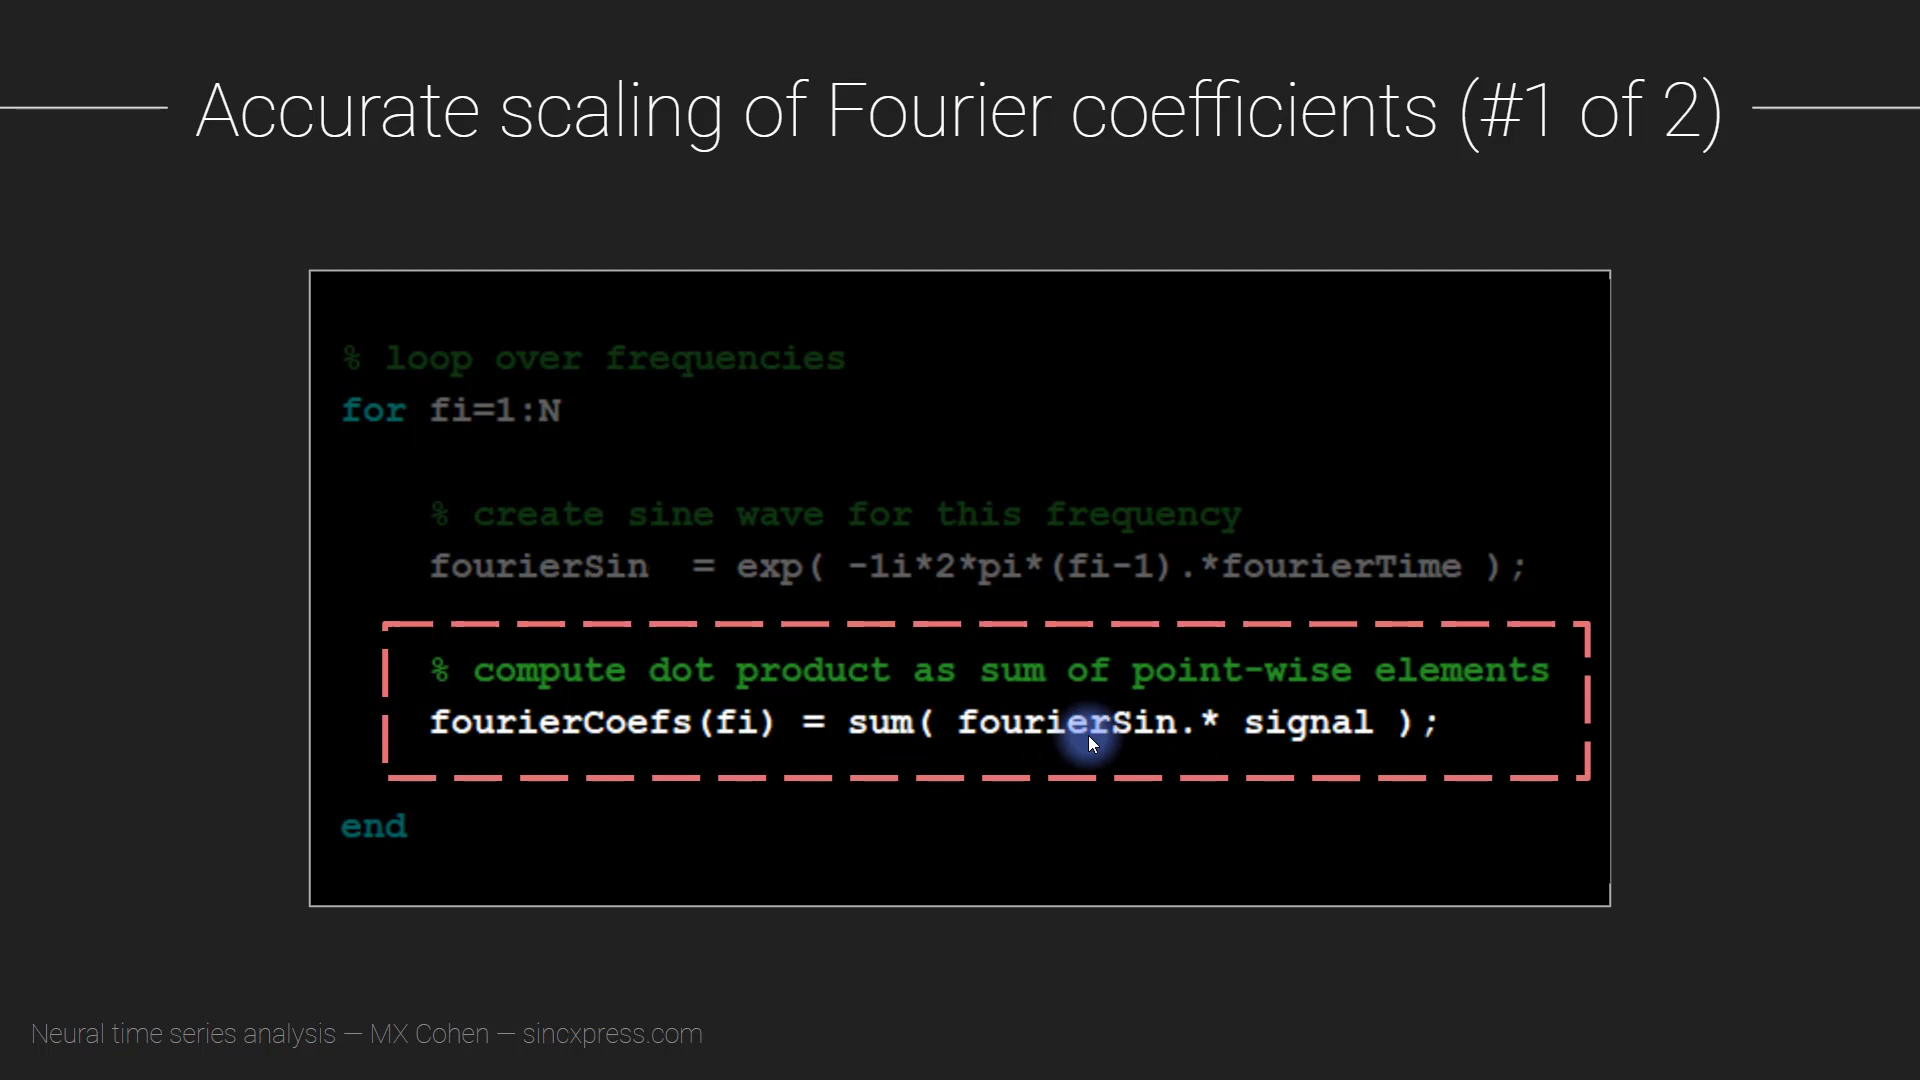 Accurate scaling of Fourier coefficients (#1 of 2)
% loop over frequencies
for fi=1:N
% create sine wave for this frequency
fourierSin  = exp( -1i*2*pi*(fi-1).*fourierTime );
% compute dot product as sum of point-wise elements
fourierCoefs(fi) = sum( fourierSin.* signal );
end
Neural time series analysis — MX Cohen — sincxpress.com